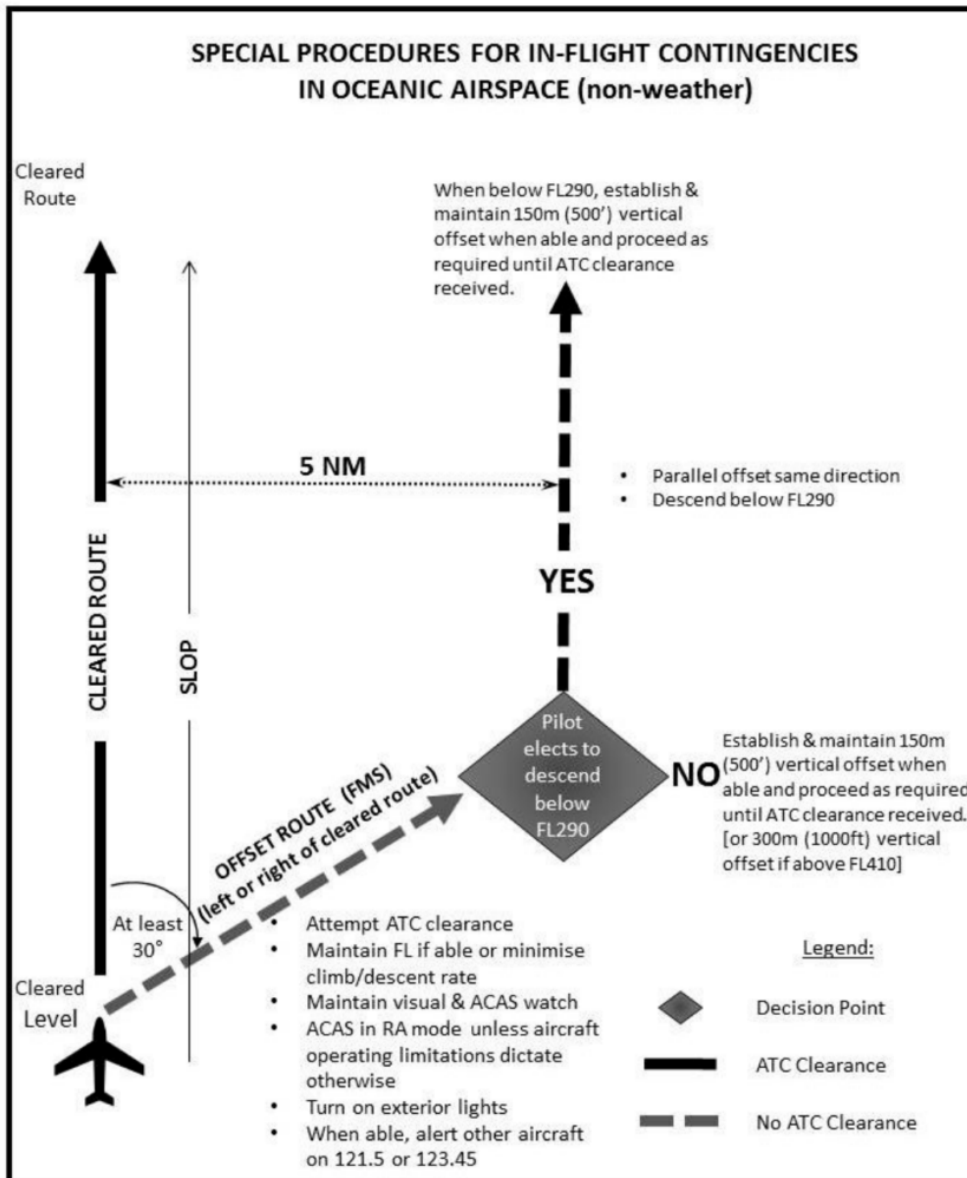 SPECIAL PROCEDURES FOR IN-FLIGHT CONTINGENCIES
IN OCEANIC AIRSPACE (non-weather)
Cleared
Route
When below FL290, establish &
maintain 150m (500’) vertical
offset when able and proceed as
required until ATC clearance
received.
5 NM
• Parallel offset same direction
• Descend below FL290
CLEARED ROUTE
SLOP
YES
Pilot
elects to
descend
below
FL290
NO
Establish & maintain 150m
(500’) vertical offset when
able and proceed as required
until ATC clearance received.
[or 300m (1000ft) vertical
offset if above FL410]
OFFSET ROUTE (FMS)
(left or right of cleared route)
At least
30°
Cleared
Level
• Attempt ATC clearance
• Maintain FL if able or minimise
climb/descent rate
• Maintain visual & ACAS watch
• ACAS in RA mode unless aircraft
operating limitations dictate
otherwise
• Turn on exterior lights
• When able, alert other aircraft
on 121.5 or 123.45
Legend:
Decision Point
ATC Clearance
No ATC Clearance